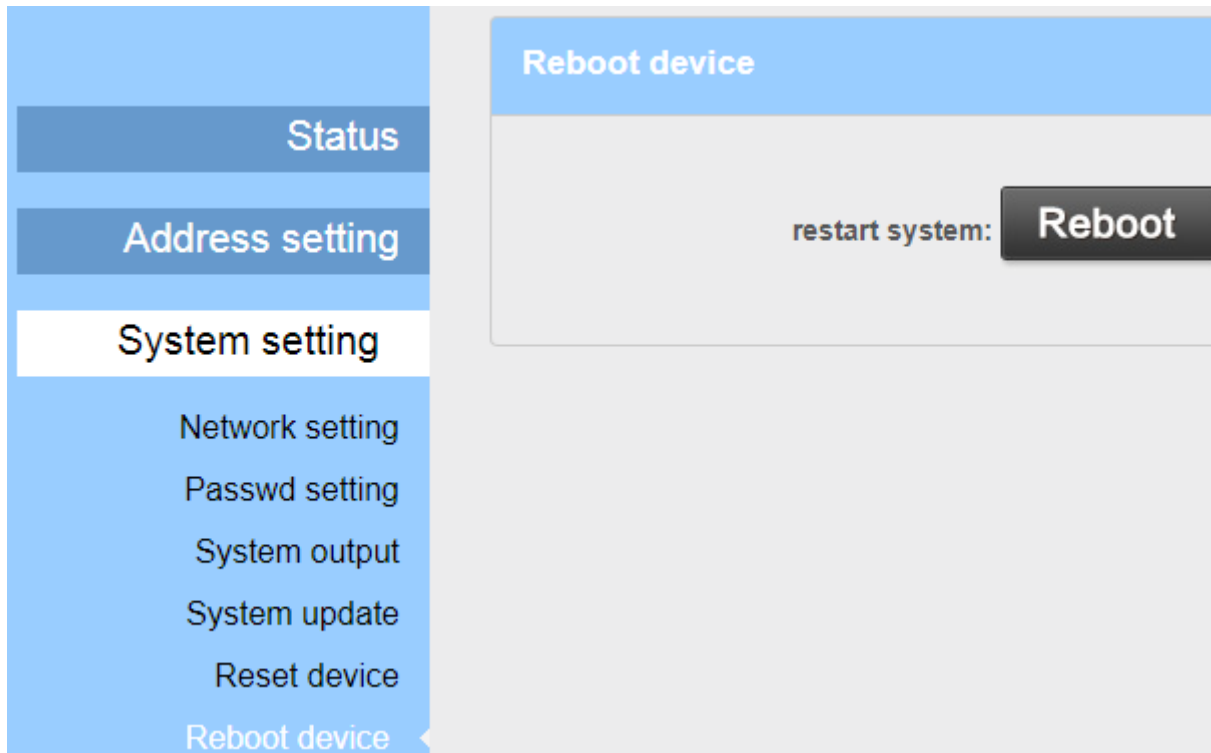 Status
Address setting
System setting
Network setting
Passwd setting
System output
System update
Reset device
Reboot device
Reboot device
restart system: Reboot